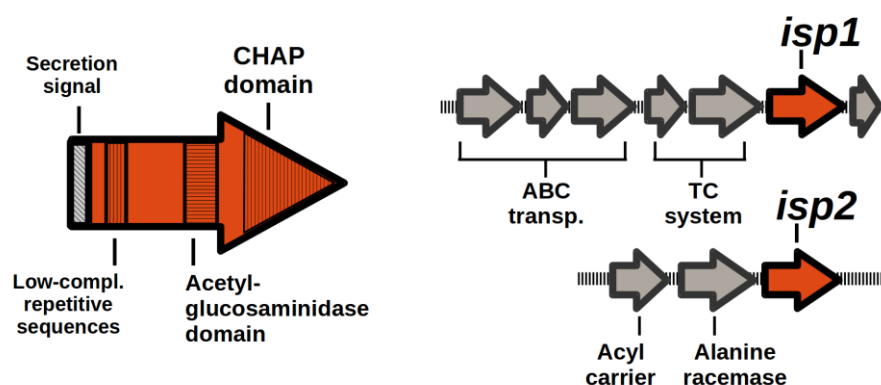 Secretion
signal
CHAP
domain
Low-compl.
repetitive
sequences
Acetyl-
glucosaminidase
domain
isp1
ABC
transp.
TC
system
isp2
Acyl
carrier
Alanine
racemase